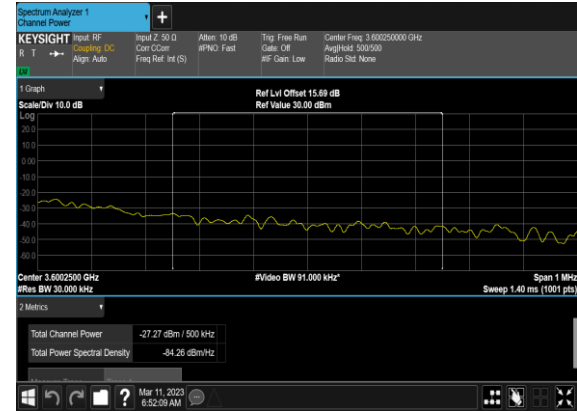 Spectrum Analyzer 1
Channel Power
+
KEYSIGHT
R T
LM
Input: RF
Coupling: DC
Align: Auto
Input Z: 50 Ω
Corr CCorr
Freq Ref: Int (S)
Atten: 10 dB
#PNO: Fast
Trig: Free Run
Gate: Off
#IF Gain: Low
Center Freq: 3.600250000 GHz
Avg|Hold: 500/500
Radio Std: None
1 Graph
Scale/Div 10.0 dB
Ref Lvl Offset 15.69 dB
Ref Value 30.00 dBm
Log
20.0
10.0
0.00
-10.0
-20.0
-30.0
-40.0
-50.0
-60.0
Center 3.6002500 GHz
#Video BW 91.000 kHz*
Span 1 MHz
#Res BW 30.000 kHz
Sweep 1.40 ms (1001 pts)
2 Metrics
Total Channel Power -27.27 dBm / 500 kHz
Total Power Spectral Density -84.26 dBm/Hz
?
Mar 11, 2023
6:52:09 AM